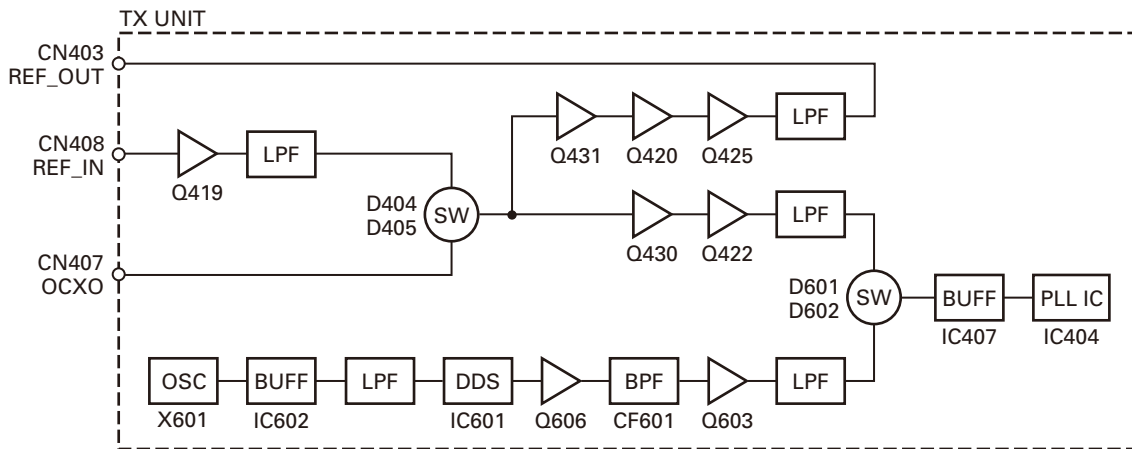 TX UNIT
CN403
REF_OUT
LPF
Q431
Q420
Q425
CN408
REF_IN
LPF
Q419
D404
D405
SW
LPF
Q430
Q422
CN407
OCXO
D601
D602
SW
BUFF
PLL IC
IC407
IC404
OSC
BUFF
LPF
DDS
BPF
LPF
X601
IC602
IC601
Q606
CF601
Q603